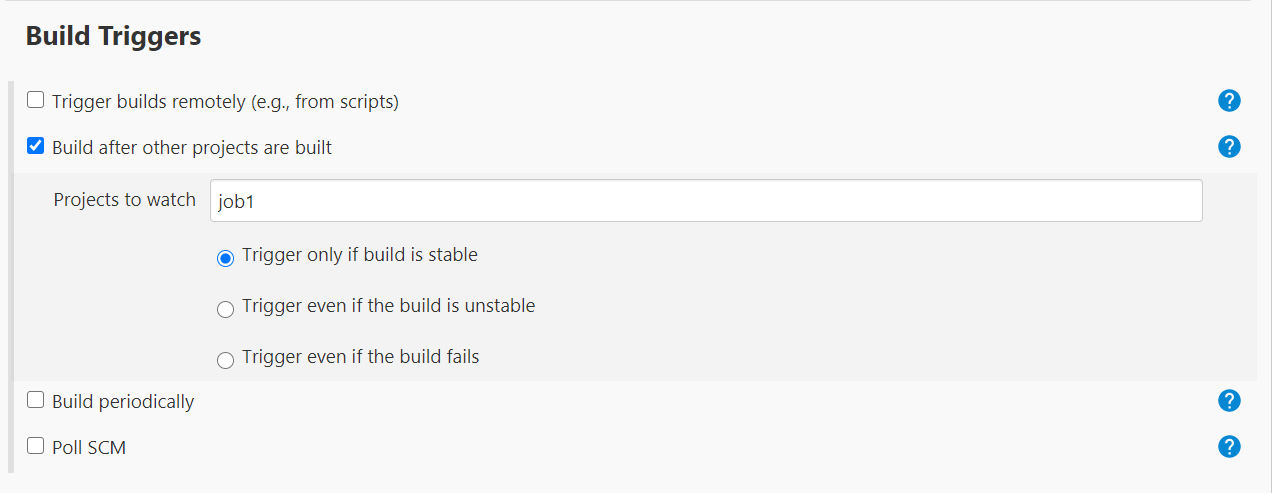 Build Triggers
Trigger builds remotely (e.g., from scripts)
?
Build after other projects are built
?
Projects to watch job1
Trigger only if build is stable
Trigger even if the build is unstable
Trigger even if the build fails
Build periodically
?
Poll SCM
?